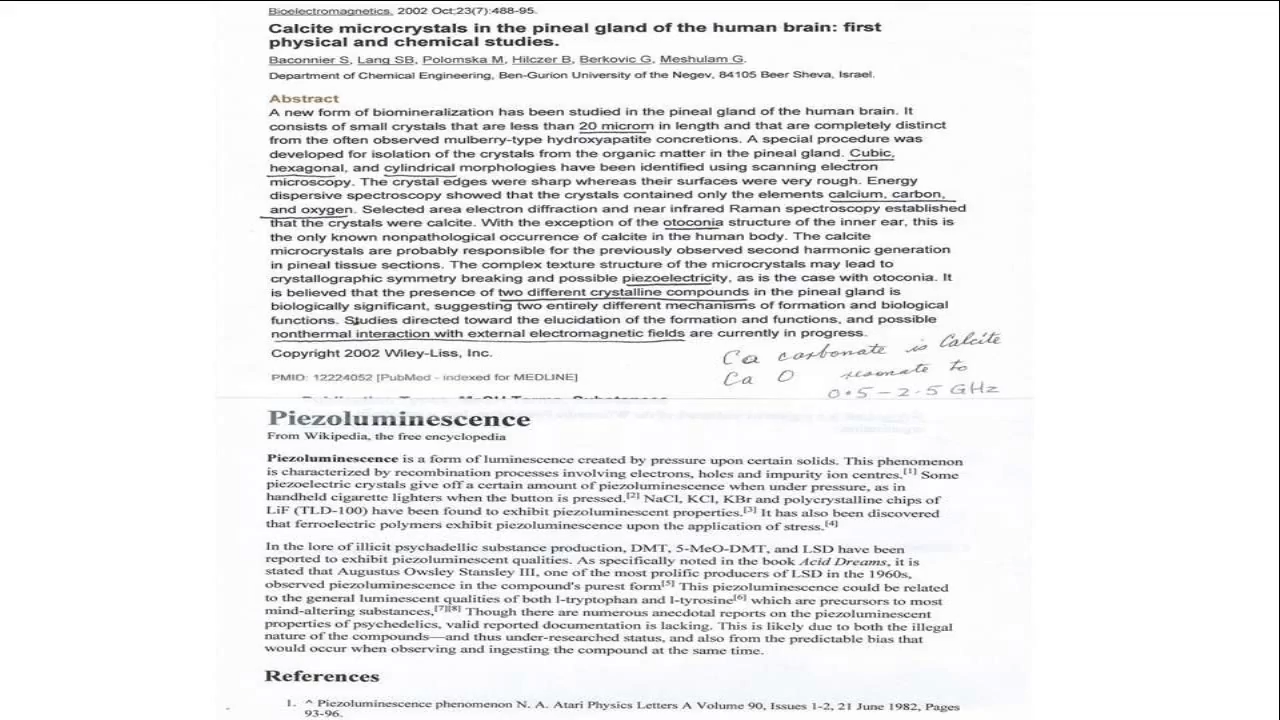 Bioelectromagnetics. 2002 Oct;23(7):488-95.
Calcite microcrystals in the pineal gland of the human brain: first
physical and chemical studies.
Baconnier S, Lang SB, Polomska M, Hilczer B, Berkovic G, Meshulam G.
Department of Chemical Engineering, Ben-Gurion University of the Negev, 84105 Beer Sheva, Israel.
Abstract
A new form of biomineralization has been studied in the pineal gland of the human brain. It
consists of small crystals that are less than 20 microm in length and that are completely distinct
from the often observed mulberry-type hydroxyapatite concretions. A special procedure was
developed for isolation of the crystals from the organic matter in the pineal gland. Cubic,
hexagonal, and cylindrical morphologies have been identified using scanning electron
microscopy. The crystal edges were sharp whereas their surfaces were very rough. Energy
dispersive spectroscopy showed that the crystals contained only the elements calcium, carbon,
and oxygen. Selected area electron diffraction and near infrared Raman spectroscopy established
that the crystals were calcite. With the exception of the otoconia structure of the inner ear, this is
the only known nonpathological occurrence of calcite in the human body. The calcite
microcrystals are probably responsible for the previously observed second harmonic generation
in pineal tissue sections. The complex texture structure of the microcrystals may lead to
crystallographic symmetry breaking and possible piezoelectricity, as is the case with otoconia. It
is believed that the presence of two different crystalline compounds in the pineal gland is
biologically significant, suggesting two entirely different mechanisms of formation and biological
functions. Studies directed toward the elucidation of the formation and functions, and possible
nonthermal interaction with external electromagnetic fields are currently in progress.
Copyright 2002 Wiley-Liss, Inc.
Ca carbonate is Calcite
PMID: 12224052 [PubMed - indexed for MEDLINE]
Ca O resonate to
0.5 – 2.5 GHz
Piezoluminescence
From Wikipedia, the free encyclopedia
Piezoluminescence is a form of luminescence created by pressure upon certain solids. This phenomenon
is characterized by recombination processes involving electrons, holes and impurity ion centres.[1] Some
piezoelectric crystals give off a certain amount of piezoluminescence when under pressure, as in
handheld cigarette lighters when the button is pressed.[2] NaCl, KCl, KBr and polycrystalline chips of
LiF (TLD-100) have been found to exhibit piezoluminescent properties.[3] It has also been discovered
that ferroelectric polymers exhibit piezoluminescence upon the application of stress.[4]
In the lore of illicit psychadellic substance production, DMT, 5-MeO-DMT, and LSD have been
reported to exhibit piezoluminescent qualities. As specifically noted in the book Acid Dreams, it is
stated that Augustus Owsley Stansley III, one of the most prolific producers of LSD in the 1960s,
observed piezoluminescence in the compound's purest form[5] This piezoluminescence could be related
to the general luminescent qualities of both l-tryptophan and l-tyrosine[6] which are precursors to most
mind-altering substances,[7][8] Though there are numerous anecdotal reports on the piezoluminescent
properties of psychedelics, valid reported documentation is lacking. This is likely due to both the illegal
nature of the compounds—and thus under-researched status, and also from the predictable bias that
would occur when observing and ingesting the compound at the same time.
References
1. ^ Piezoluminescence phenomenon N. A. Atari Physics Letters A Volume 90, Issues 1-2, 21 June 1982, Pages
93-96.